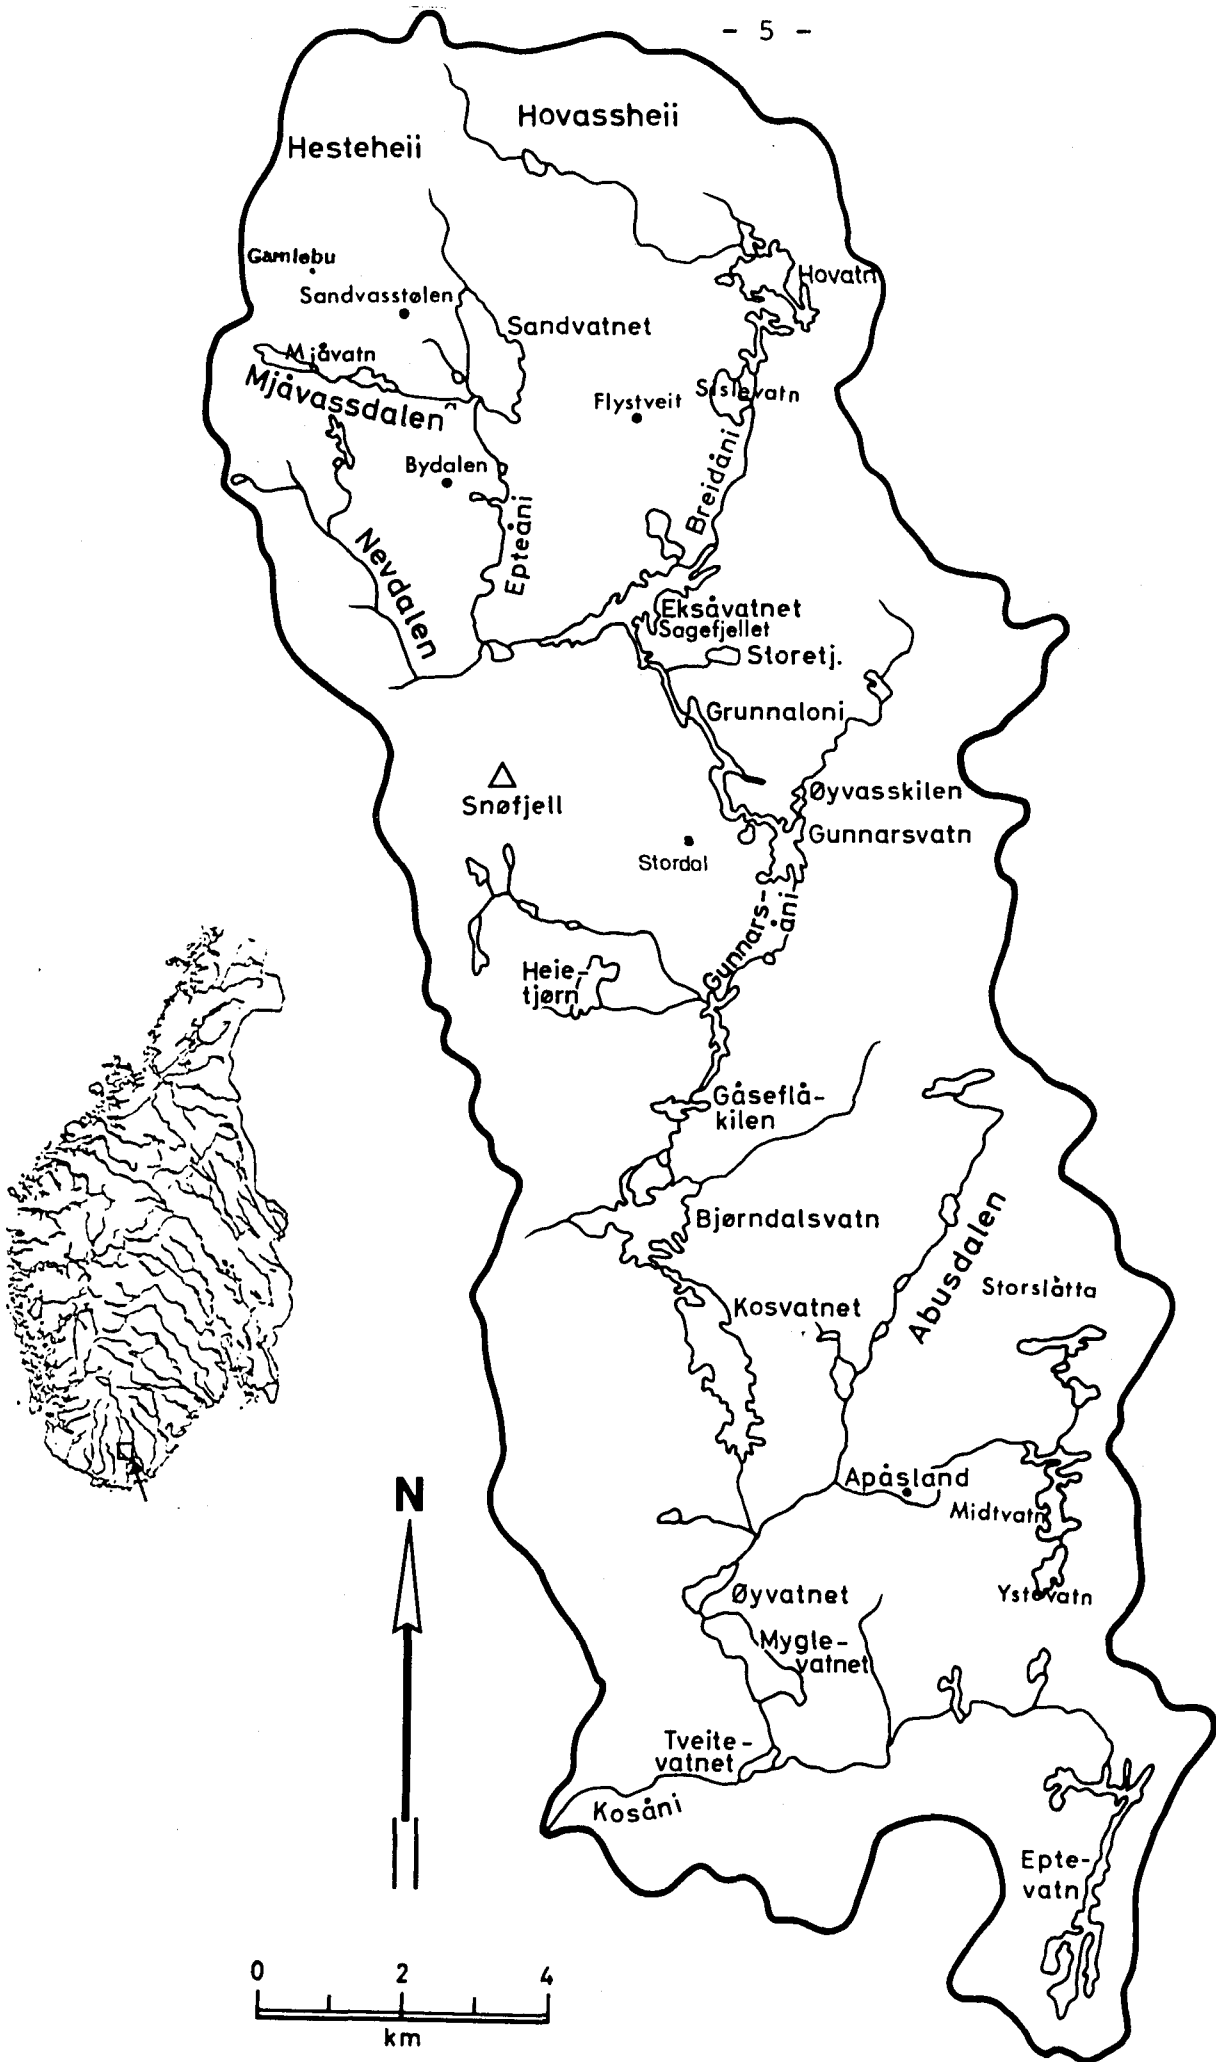 - 5 -
Hovassheii
Hesteheii
Gamlebu
Hovatn
Sandvasstølen
Sandvatnet
Mjåvatn
Mjåvassdalen
Sislevatn
Flystveit
Breidåni
Bydalen
Epteåni
Nevdalen
Eksåvatnet
Sagefjellet
Storetj.
Grunnaloni
Snøfjell
Øyvasskilen
Gunnarsvatn
Stordal
Gunnars-
åni
Heie-
tjørn
Gåseflå-
kilen
Bjørndalsvatn
Abusdalen
Storslåtta
Kosvatnet
Apåsland
Midtvatn
N
Øyvatnet
Ystevatn
Mygle-
vatnet
Tveite-
vatnet
Kosåni
Epte-
vatn
0 2 4
km